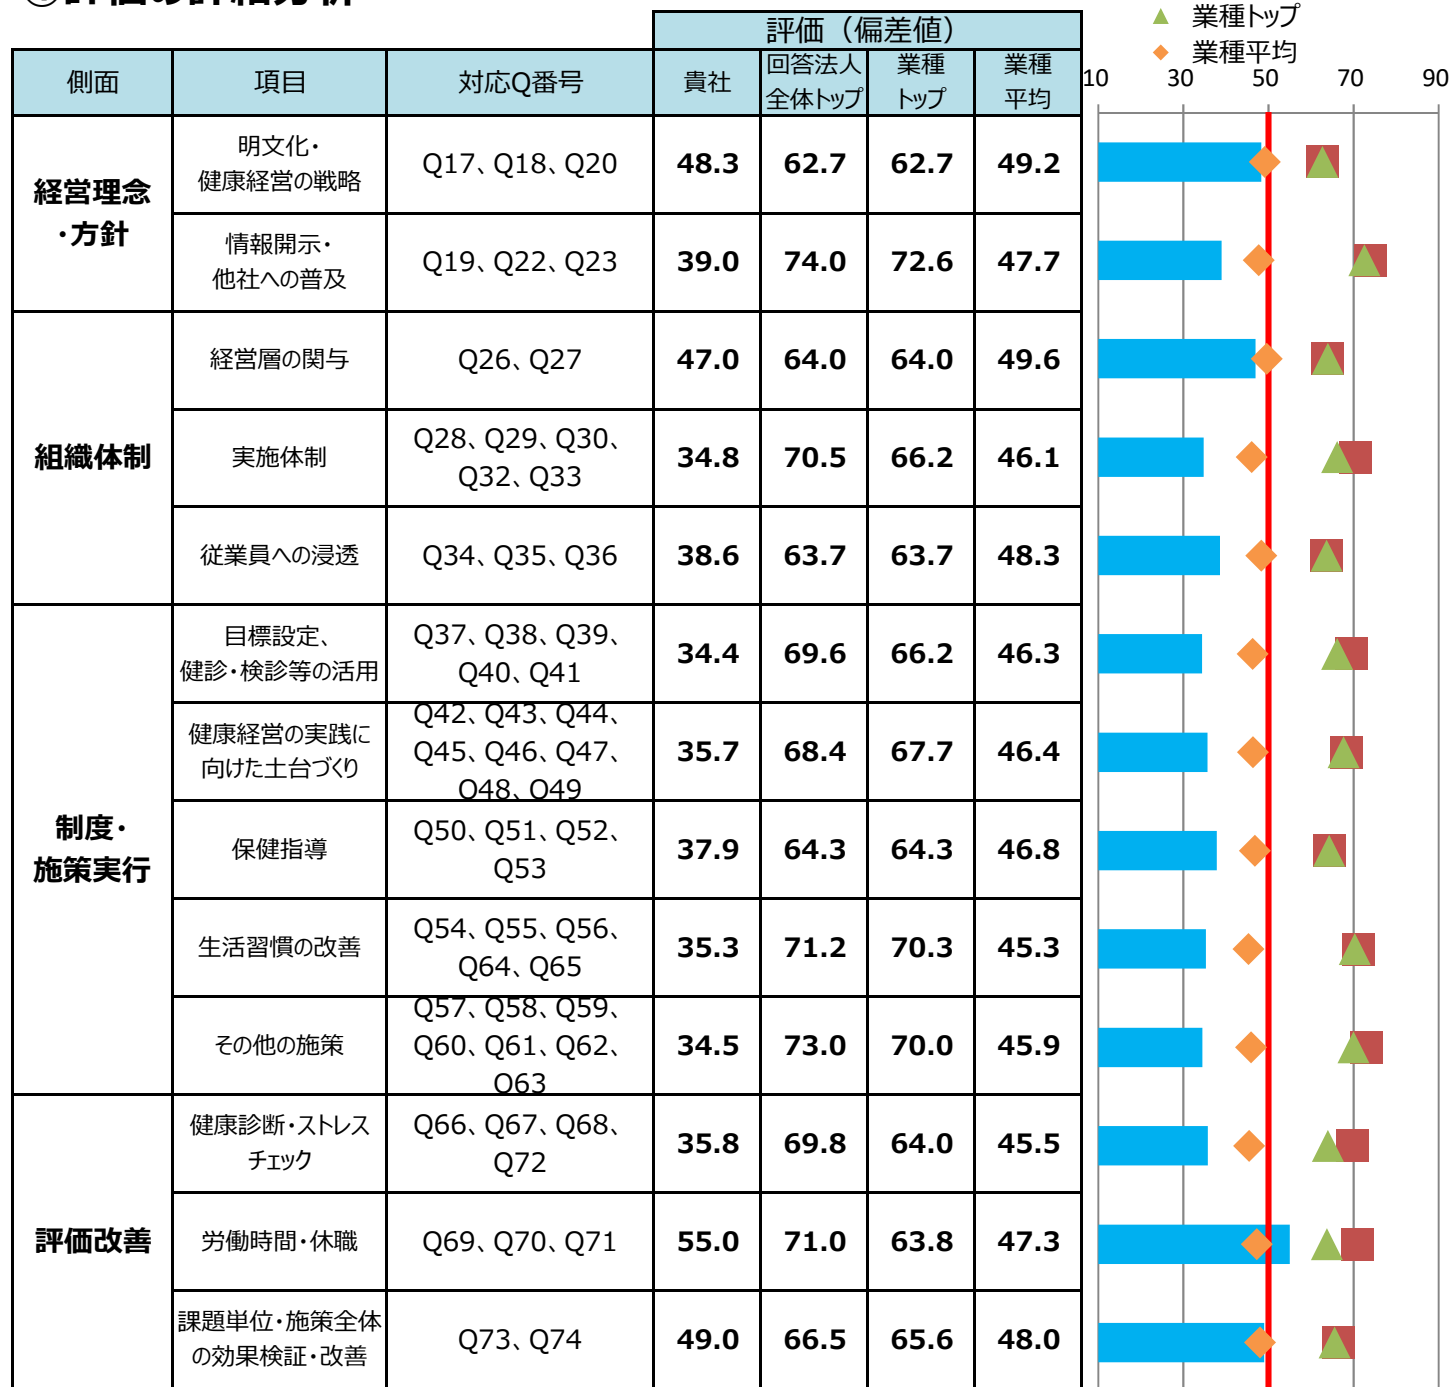 ①評価の詳細分析
▲ 業種トップ
◆ 業種平均
評価（偏差値）
側面 項目 対応Q番号 貴社 回答法人全体トップ 業種トップ 業種平均
10 30 50 70 90
経営理念・方針
明文化・健康経営の戦略 Q17、Q18、Q20 48.3 62.7 62.7 49.2
情報開示・他社への普及 Q19、Q22、Q23 39.0 74.0 72.6 47.7
組織体制
経営層の関与 Q26、Q27 47.0 64.0 64.0 49.6
実施体制 Q28、Q29、Q30、Q32、Q33 34.8 70.5 66.2 46.1
従業員への浸透 Q34、Q35、Q36 38.6 63.7 63.7 48.3
制度・施策実行
目標設定、健診・検診等の活用 Q37、Q38、Q39、Q40、Q41 34.4 69.6 66.2 46.3
健康経営の実践に向けた土台づくり Q42、Q43、Q44、Q45、Q46、Q47、Q48、Q49 35.7 68.4 67.7 46.4
保健指導 Q50、Q51、Q52、Q53 37.9 64.3 64.3 46.8
生活習慣の改善 Q54、Q55、Q56、Q64、Q65 35.3 71.2 70.3 45.3
その他の施策 Q57、Q58、Q59、Q60、Q61、Q62、Q63 34.5 73.0 70.0 45.9
評価改善
健康診断・ストレスチェック Q66、Q67、Q68、Q72 35.8 69.8 64.0 45.5
労働時間・休職 Q69、Q70、Q71 55.0 71.0 63.8 47.3
課題単位・施策全体の効果検証・改善 Q73、Q74 49.0 66.5 65.6 48.0